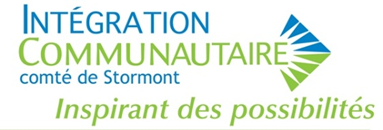 INTÉGRATION
COMMUNAUTAIRE
comté de Stormont
Inspirant des possibilités